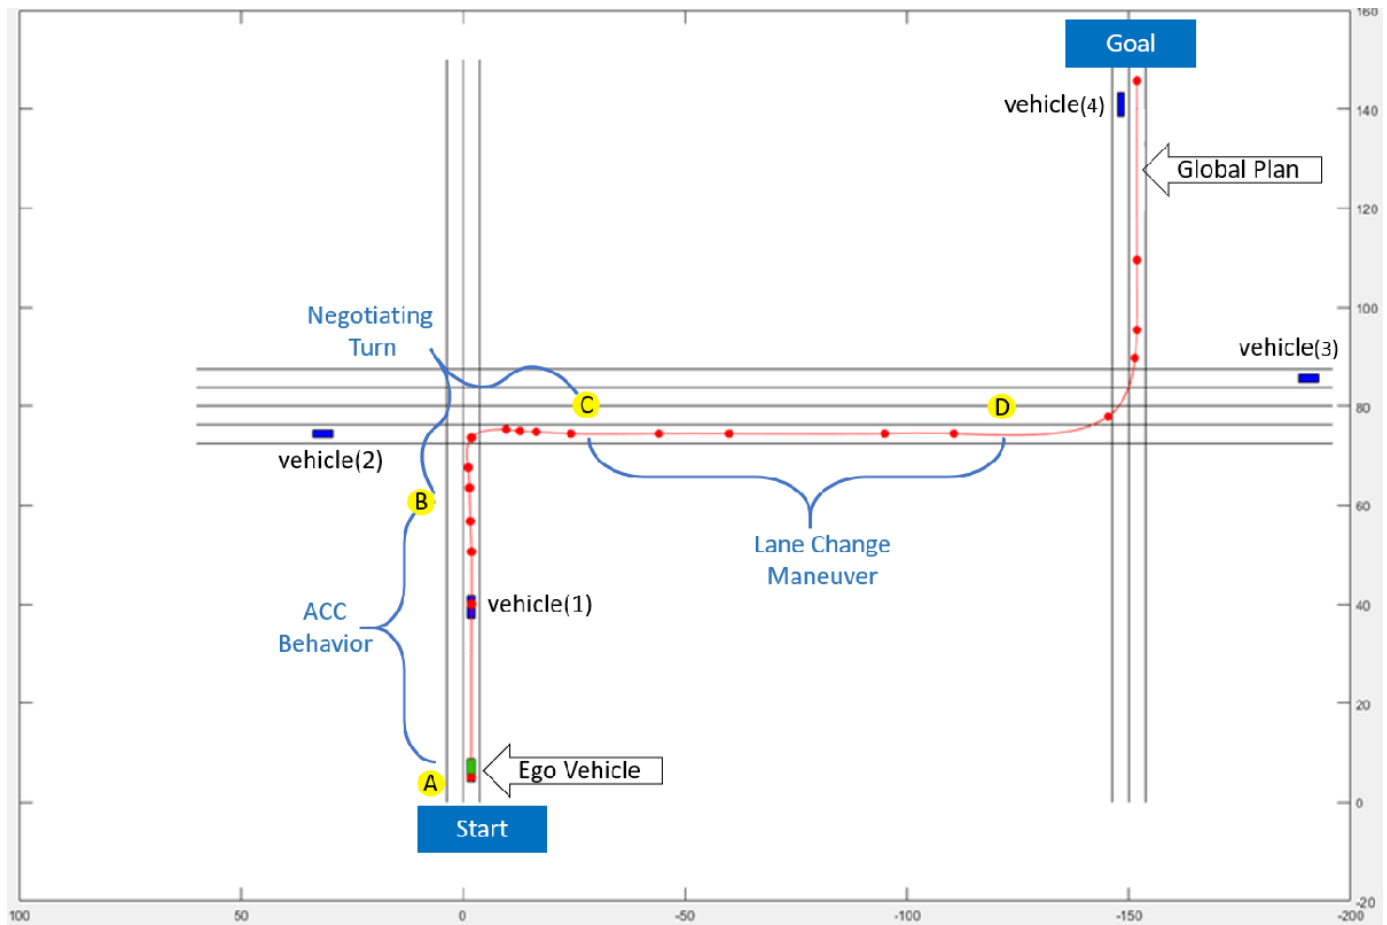 160
Goal
vehicle(4)
140
Global Plan
120
Negotiating
Turn
100
vehicle(3)
C
D
80
vehicle(2)
B
60
Lane Change
Maneuver
ACC
Behavior
vehicle(1)
40
20
Ego Vehicle
A
0
Start
-20
100
50
0
-50
-100
-150
-200